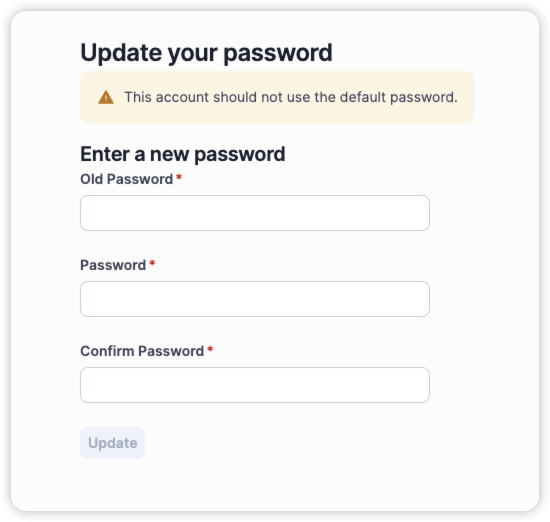 Update your password
This account should not use the default password.
Enter a new password
Old Password*
Password*
Confirm Password*
Update